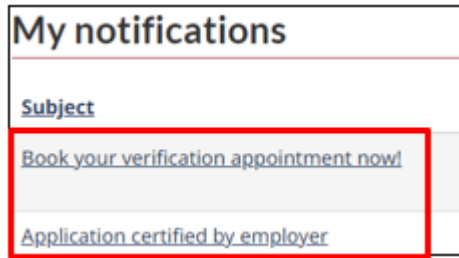 My notifications
Subject
Book your verification appointment now!
Application certified by employer